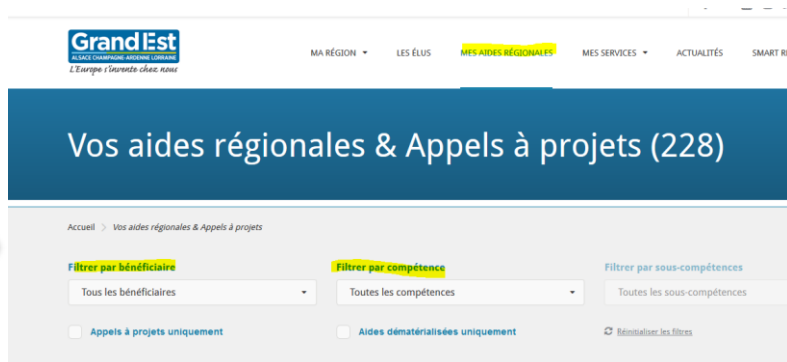 Grand Est
ALSACE CHAMPAGNE-ARDENNE LORRAINE
L'Europe s'invente chez nous
MA RÉGION LES ÉLUS MES AIDES RÉGIONALES MES SERVICES ACTUALITÉS SMART
Vos aides régionales & Appels à projets (228)
Accueil > Vos aides régionales & Appels à projets
Filtrer par bénéficiaire Filtrer par compétence Filtrer par sous-compétences
Tous les bénéficiaires Toutes les compétences Toutes les sous-compétences
Appels à projets uniquement Aides dématérialisées uniquement Réinitialiser les filtres